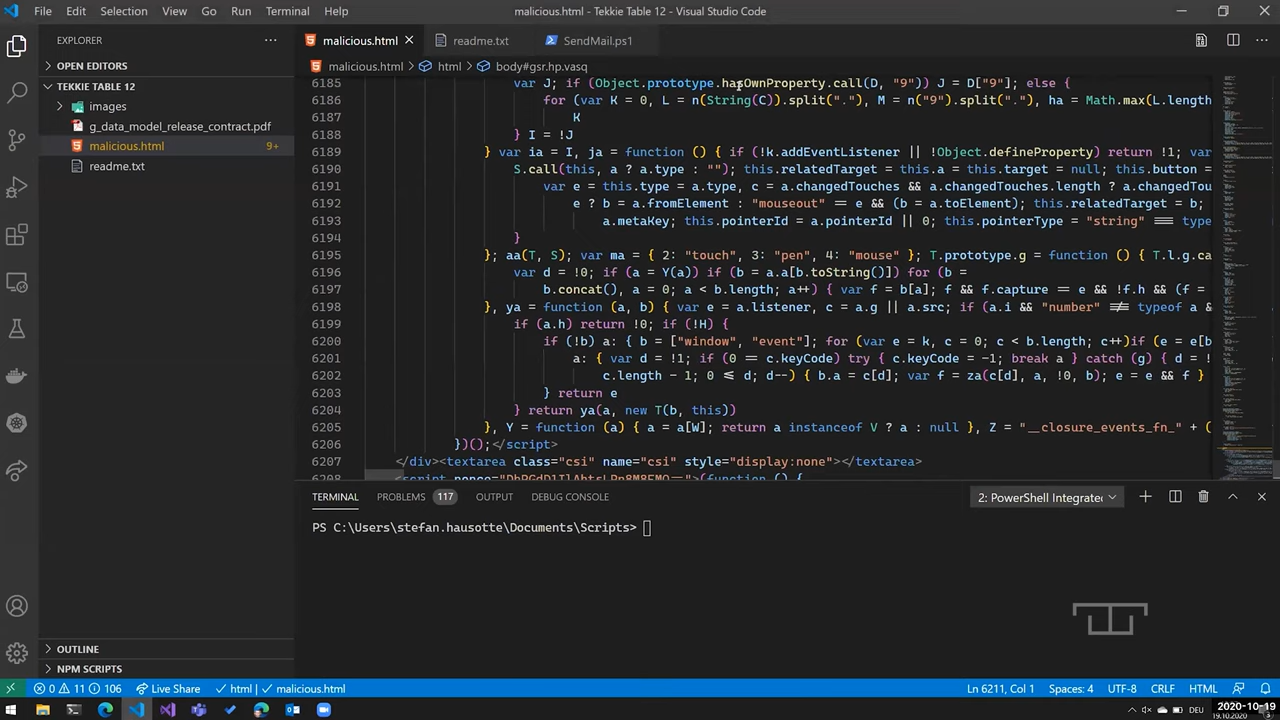 File Edit Selection View Go Run Terminal Help
malicious.html - Tekkie Table 12 - Visual Studio Code
EXPLORER
OPEN EDITORS
TEKKIE TABLE 12
images
g_data_model_release_contract.pdf
malicious.html 9+
readme.txt
OUTLINE
NPM SCRIPTS
malicious.html readme.txt SendMail.ps1
malicious.html > html > body#gsr.hp.vasq
6185 var J; if (Object.prototype.hasOwnProperty.call(D, "9")) J = D["9"]; else {
6186 for (var K = 0, L = n(String(C)).split("."), M = n("9").split("."), ha = Math.max(L.length
6187 K
6188 } I = !J
6189 } var ia = I, ja = function () { if (!k.addEventListener || !Object.defineProperty) return !1; var
6190 S.call(this, a ? a.type : ""); this.relatedTarget = this.a = this.target = null; this.button =
6191 var e = this.type = a.type, c = a.changedTouches && a.changedTouches.length ? a.changedTouc
6192 e ? b = a.fromElement : "mouseout" == e && (b = a.toElement); this.relatedTarget = b;
6193 a.metaKey; this.pointerId = a.pointerId || 0; this.pointerType = "string" === type
6194 }
6195 }; aa(T, S); var ma = { 2: "touch", 3: "pen", 4: "mouse" }; T.prototype.g = function () { T.l.g.ca
6196 var d = !0; if (a = Y(a)) if (b = a.a[b.toString()]) for (b =
6197 b.concat(), a = 0; a < b.length; a++) { var f = b[a]; f && f.capture == e && !f.h && (f =
6198 }, ya = function (a, b) { var e = a.listener, c = a.g || a.src; if (a.i && "number" != typeof a
6199 if (a.h) return !0; if (!H) {
6200 if (!b) a: { b = ["window", "event"]; for (var e = k, c = 0; c < b.length; c++)if (e = e[b
6201 a: { var d = !1; if (0 == c.keyCode) try { c.keyCode = -1; break a } catch (g) { d = !
6202 c.length - 1; 0 <= d; d--) { b.a = c[d]; var f = za(c[d], a, !0, b); e = e && f }
6203 } return e
6204 } return ya(a, new T(b, this))
6205 }, Y = function (a) { a = a[W]; return a instanceof V ? a : null }, Z = "__closure_events_fn_" + (
6206 })();</script>
6207 </div><textarea class="csi" name="csi" style="display:none"></textarea>
TERMINAL PROBLEMS 117 OUTPUT DEBUG CONSOLE
2: PowerShell Integrated
PS C:\Users\stefan.hausotte\Documents\Scripts>
0 11 106 Live Share html malicious.html
Ln 6211, Col 1 Spaces: 4 UTF-8 CRLF HTML
DEU
2020-10-19
19.10.2020